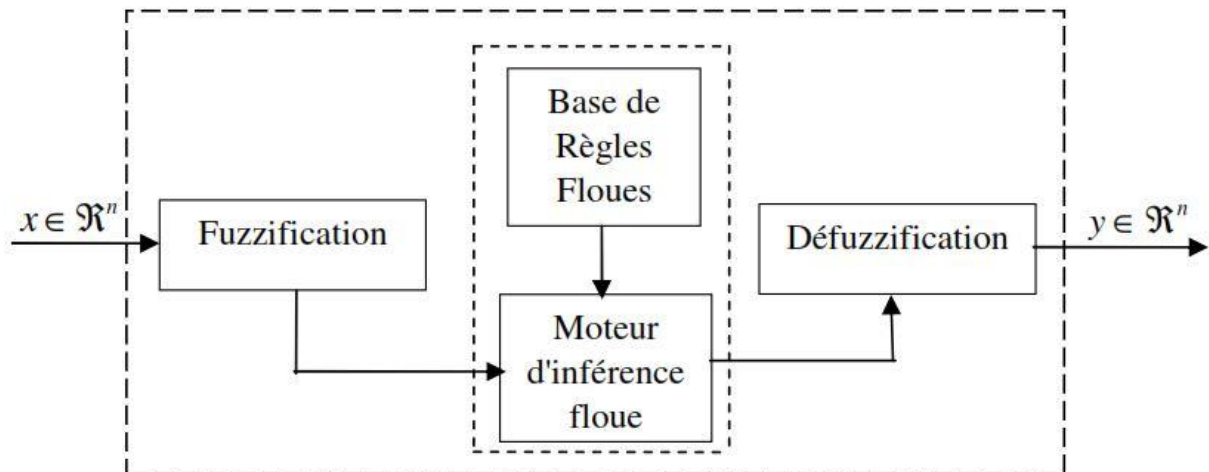 x ∈ ℜⁿ
Fuzzification
Base de
Règles
Floues
Moteur
d'inférence
floue
Défuzzification
y ∈ ℜⁿ